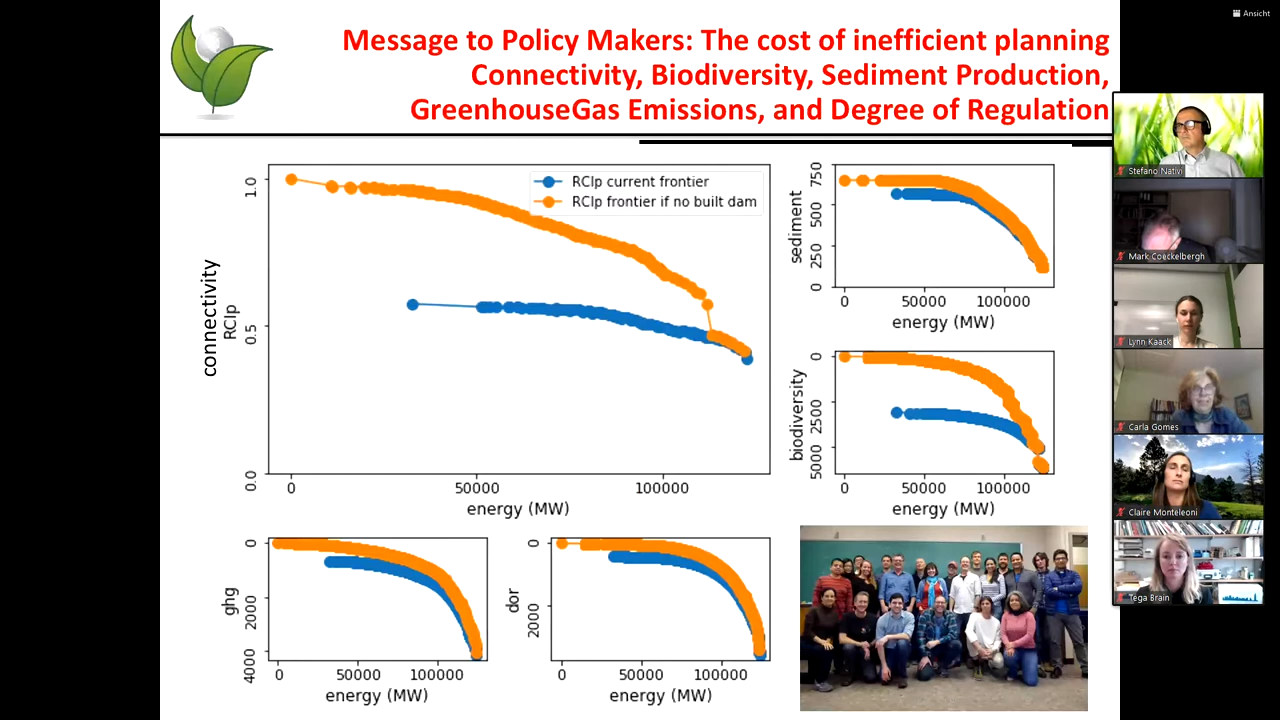 Ansicht
Message to Policy Makers: The cost of inefficient planning
Connectivity, Biodiversity, Sediment Production,
GreenhouseGas Emissions, and Degree of Regulation
connectivity
RCIp
1.0
0.5
0.0
RCIp current frontier
RCIp frontier if no built dam
0
50000
100000
energy (MW)
sediment
750
500
250
0
0
50000
100000
energy (MW)
biodiversity
0
2500
5000
0
50000
100000
energy (MW)
ghg
0
2000
4000
0
50000
100000
energy (MW)
dor
0
2000
0
50000
100000
energy (MW)
Stefano Nativi
Mark Coeckelbergh
Lynn Kaack
Carla Gomes
Claire Monteleoni
Tega Brain